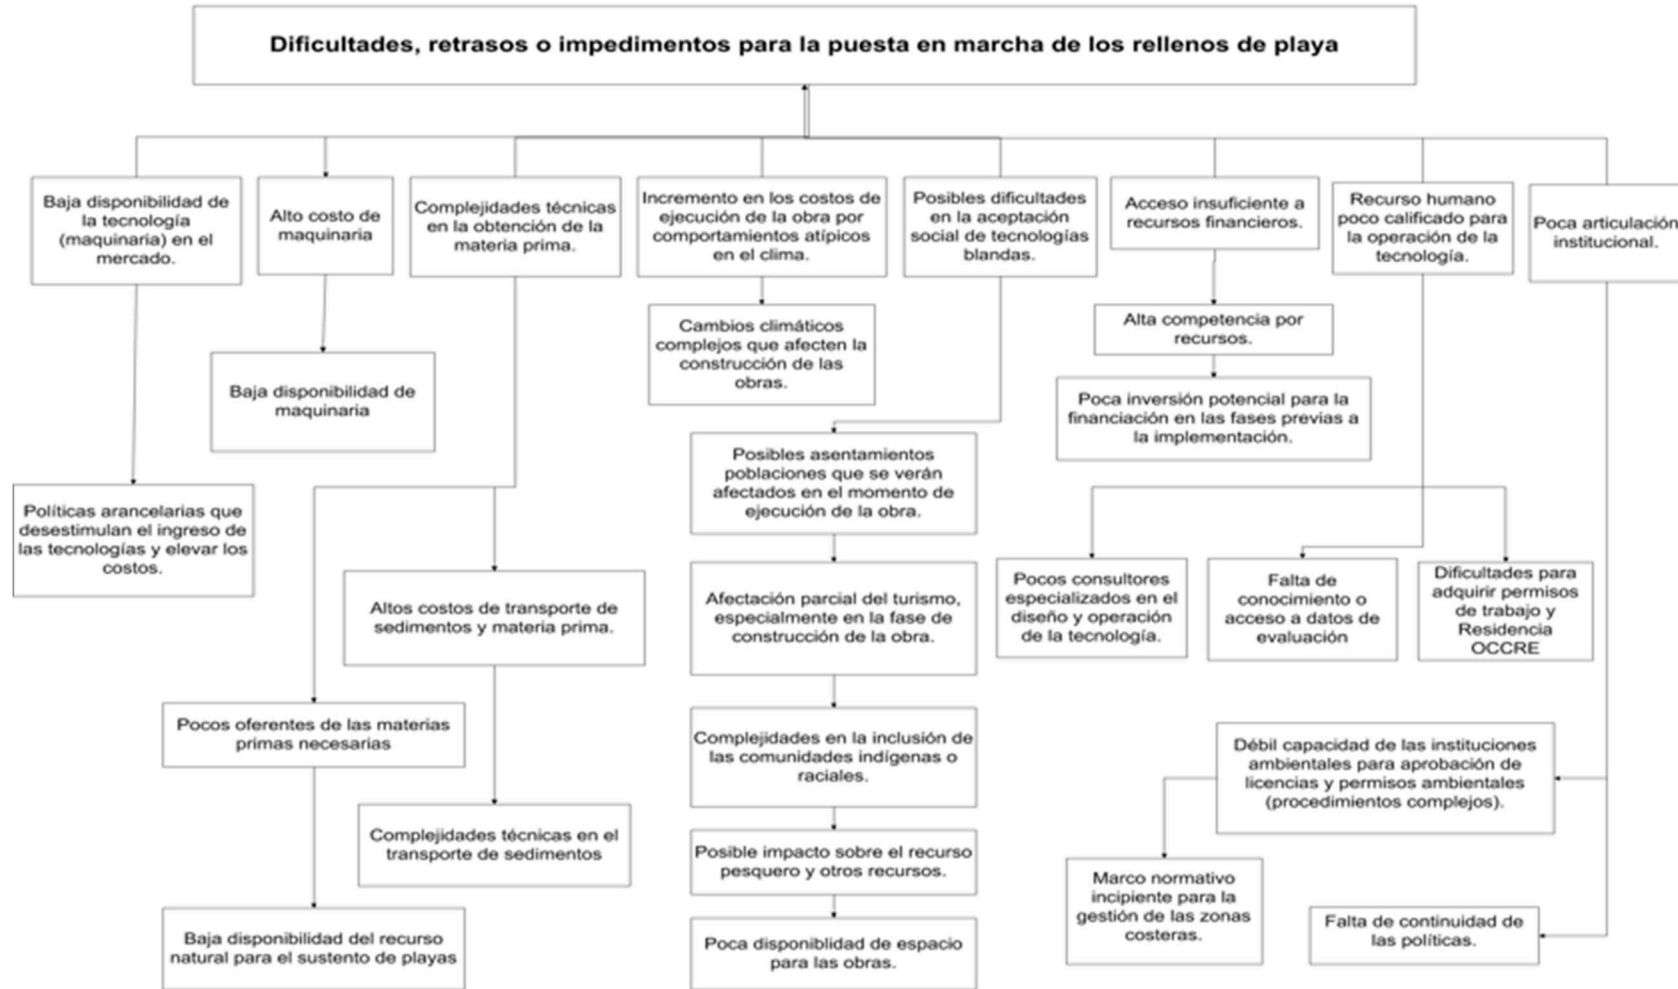 Dificultades, retrasos o impedimentos para la puesta en marcha de los rellenos de playa
Baja disponibilidad de
la tecnología
(maquinaria) en el
mercado.
Alto costo de
maquinaria
Complejidades técnicas
en la obtención de la
materia prima.
Incremento en los costos de
ejecución de la obra por
comportamientos atípicos
en el clima.
Posibles dificultades
en la aceptación
social de tecnologías
blandas.
Acceso insuficiente a
recursos financieros.
Recurso humano
poco calificado para
la operación de la
tecnología.
Poca articulación
institucional.
Cambios climáticos
complejos que afecten la
construcción de las
obras.
Alta competencia por
recursos.
Baja disponibilidad de
maquinaria
Poca inversión potencial para la
financiación en las fases previas a
la implementación.
Posibles asentamientos
poblaciones que se verán
afectados en el momento de
ejecución de la obra.
Políticas arancelarias que
desestimulan el ingreso de
las tecnologías y elevar los
costos.
Altos costos de transporte de
sedimentos y materia prima.
Afectación parcial del turismo,
especialmente en la fase de
construcción de la obra.
Pocos consultores
especializados en el
diseño y operación
de la tecnología.
Falta de
conocimiento o
acceso a datos de
evaluación
Dificultades para
adquirir permisos
de trabajo y
Residencia
OCCRE
Pocos oferentes de las materias
primas necesarias
Complejidades en la inclusión de
las comunidades indígenas o
raciales.
Débil capacidad de las instituciones
ambientales para aprobación de
licencias y permisos ambientales
(procedimientos complejos).
Complejidades técnicas en el
transporte de sedimentos
Posible impacto sobre el recurso
pesquero y otros recursos.
Marco normativo
incipiente para la
gestión de las zonas
costeras.
Baja disponibilidad del recurso
natural para el sustento de playas
Poca disponiblidad de espacio
para las obras.
Falta de continuidad de
las políticas.